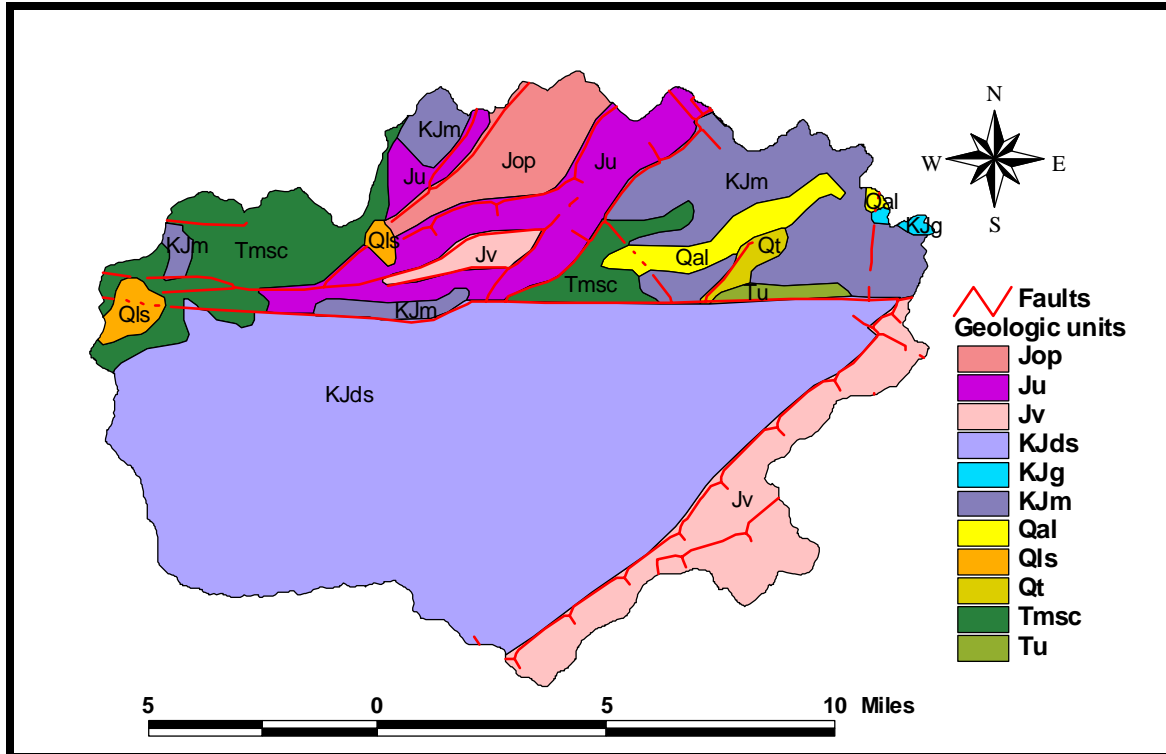 KJm
N
Jop
Ju
Ju
KJm
W
E
Qal
S
KJg
KJm
Tmsc
Qls
Jv
Qal
Qt
Tmsc
Tu
Qls
KJm
KJds
Jv
Faults
Geologic units
Jop
Ju
Jv
KJds
KJg
KJm
Qal
Qls
Qt
Tmsc
Tu
5 0 5 10 Miles